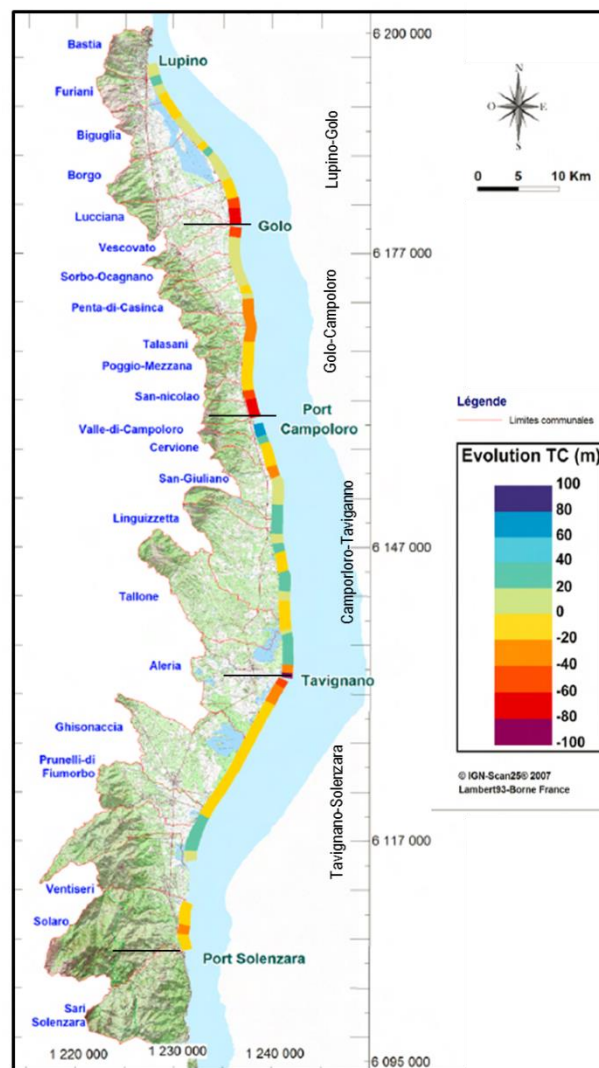 Bastia
Furiani
Biguglia
Borgo
Lucciana
Vescovato
Sorbo-Ocagnano
Penta-di-Casinca
Talasani
Poggio-Mezzana
San-nicolao
Valle-di-Campoloro
Cervione
San-Giuliano
Linguizzetta
Tallone
Aleria
Ghisonaccia
Prunelli-di
Fiumorbo
Ventiseri
Solaro
Sari
Solenzara
Lupino
Golo
Port
Campoloro
Tavignano
Port Solenzara
Lupino-Golo
Golo-Campoloro
Camporloro-Taviganno
Tavignano-Solenzara
6 200 000
6 177 000
6 147 000
6 117 000
6 095 000
1 220 000
1 230 000
1 240 000
N
O
E
S
0 5 10 Km
Légende
Limites communales
Evolution TC (m)
100
80
60
40
20
0
-20
-40
-60
-80
-100
© IGN-Scan25® 2007
Lambert93-Borne France